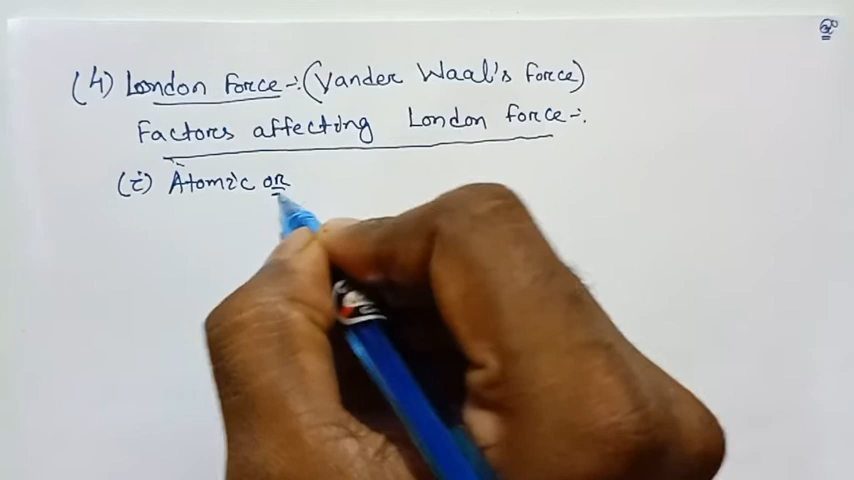 (4) London Force -: (Vander Waal's Force)
Factors affecting London force -:
(i) Atomic or